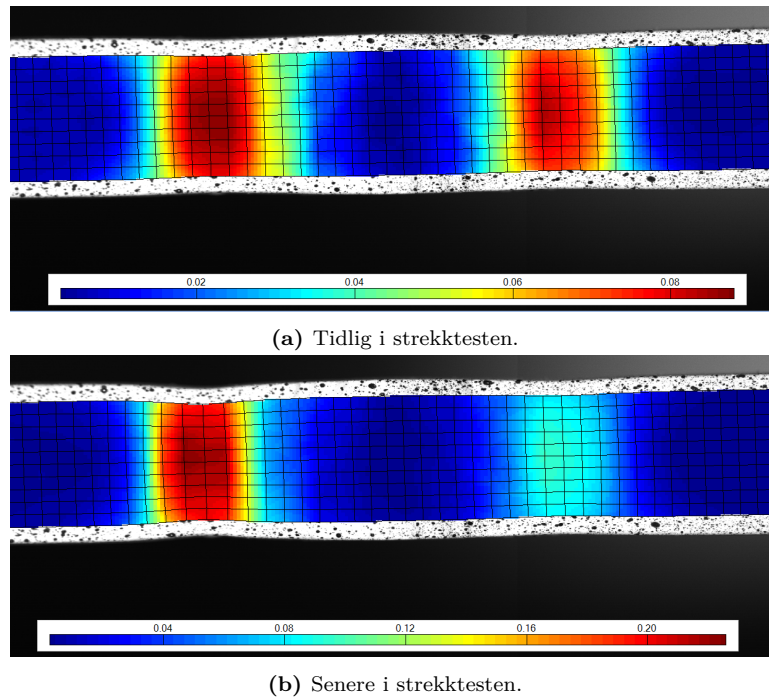 0.02 0.04 0.06 0.08
(a) Tidlig i strekktesten.
0.04 0.08 0.12 0.16 0.20
(b) Senere i strekktesten.